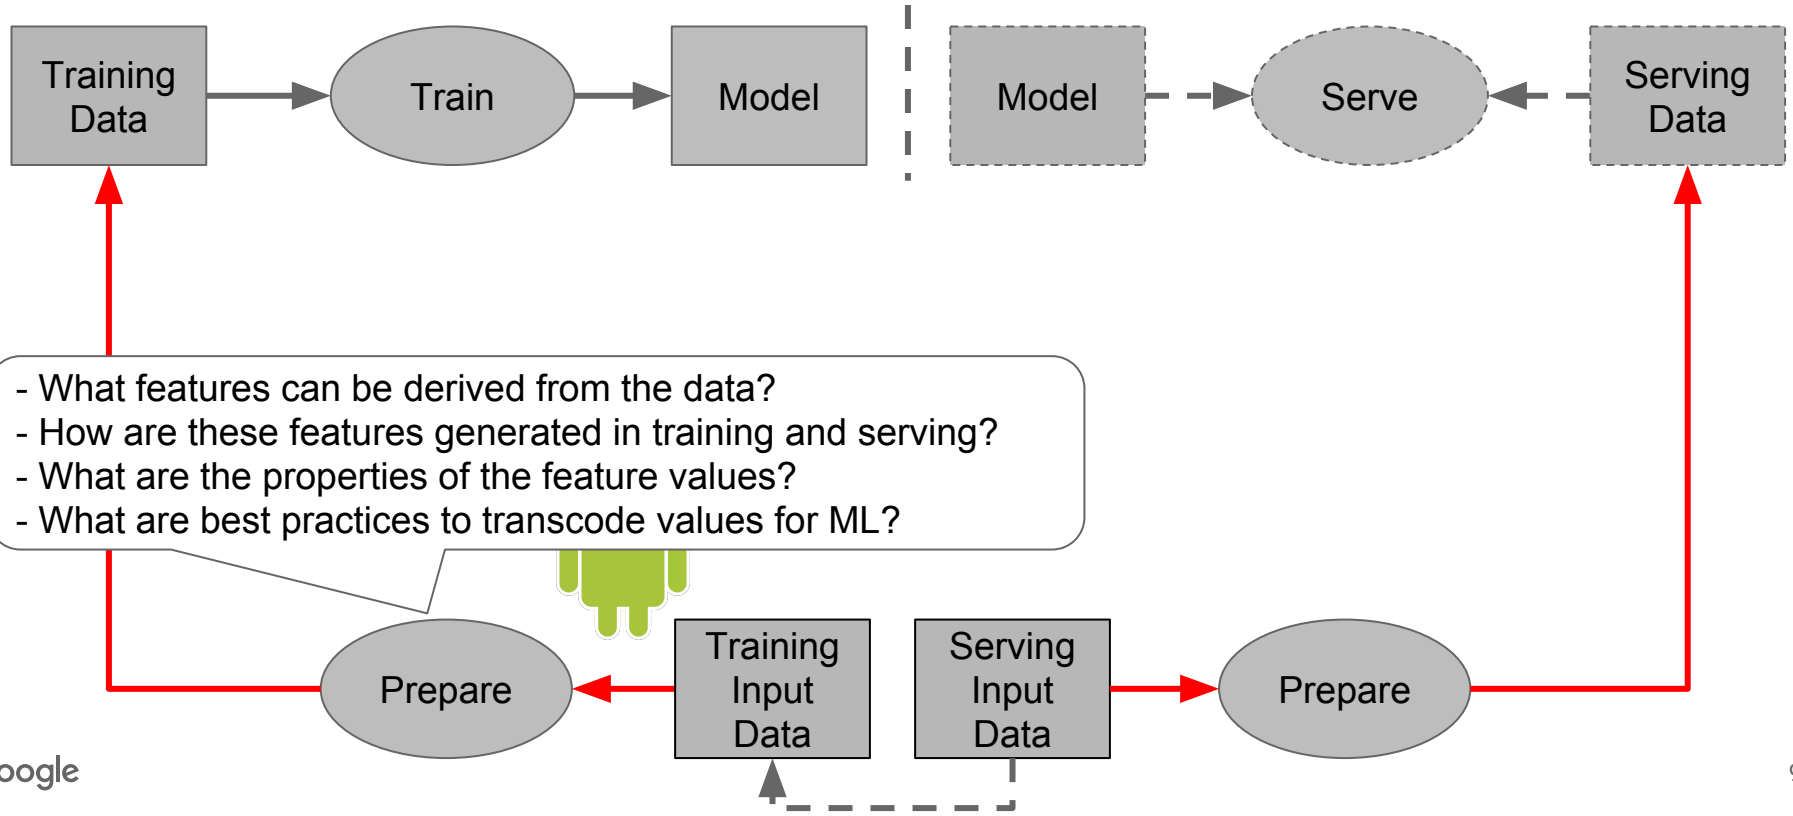 Training
Data
Train
Model
Model
Serve
Serving
Data
- What features can be derived from the data?
- How are these features generated in training and serving?
- What are the properties of the feature values?
- What are best practices to transcode values for ML?
Prepare
Training
Input
Data
Serving
Input
Data
Prepare
oogle